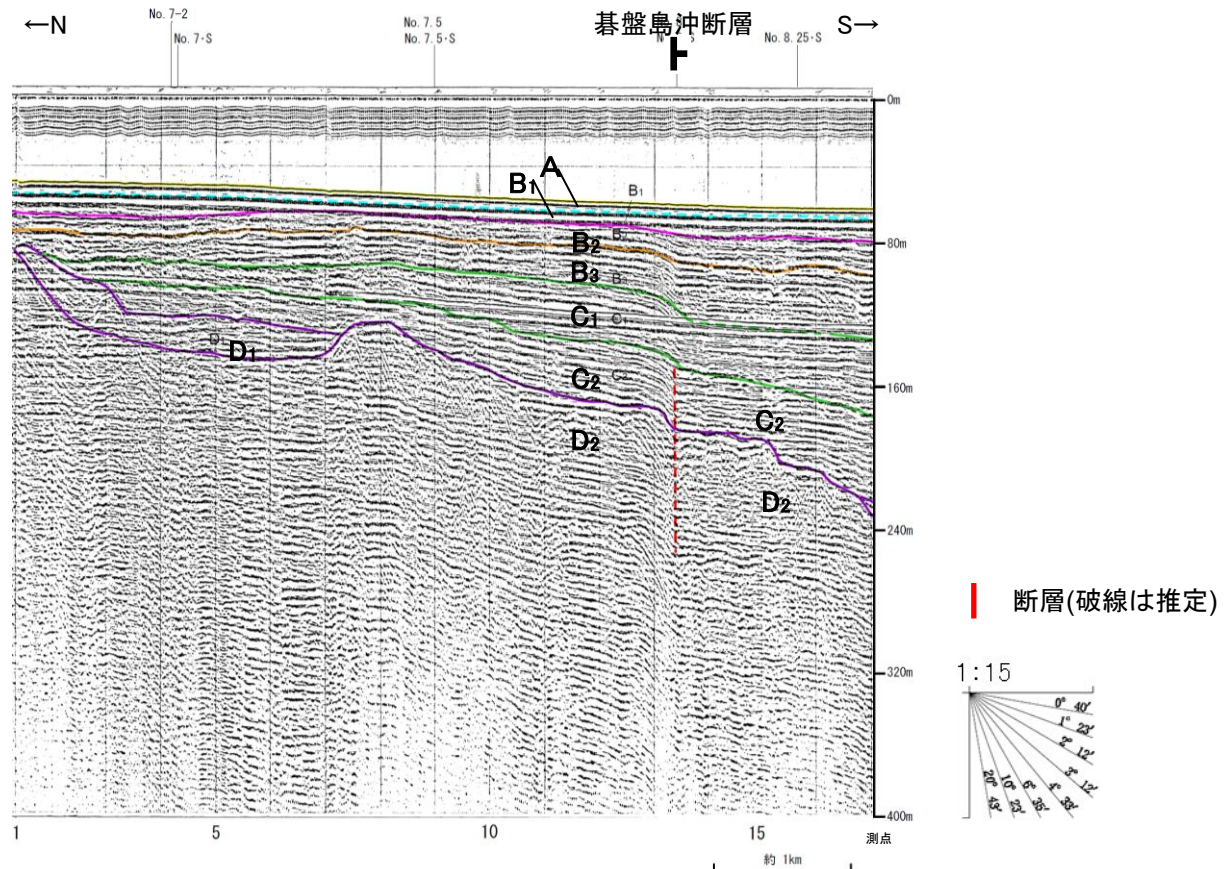 ←N
No. 7-2
No. 7・S
No. 7.5
No. 7.5・S
碁盤島沖断層
S→
No. 8.25・S
0m
A
B1
B1
B2
80m
B3
C1
D1
C2
C2
160m
D2
C2
D2
240m
断層(破線は推定)
1:15
0° 40′
1° 23′
2° 12′
3° 12′
4° 33′
6° 35′
10° 23′
20° 43′
320m
400m
1
5
10
15
測点
約 1km